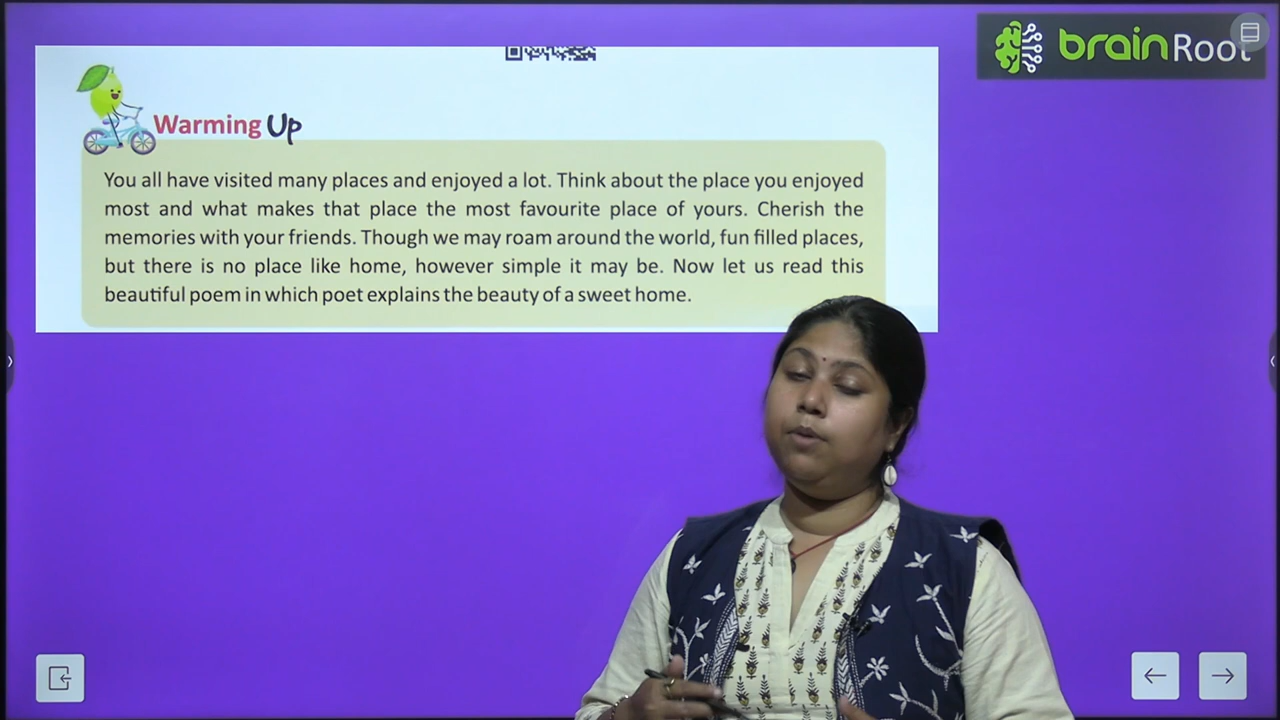 brainRoot
Warming Up
You all have visited many places and enjoyed a lot. Think about the place you enjoyed
most and what makes that place the most favourite place of yours. Cherish the
memories with your friends. Though we may roam around the world, fun filled places,
but there is no place like home, however simple it may be. Now let us read this
beautiful poem in which poet explains the beauty of a sweet home.